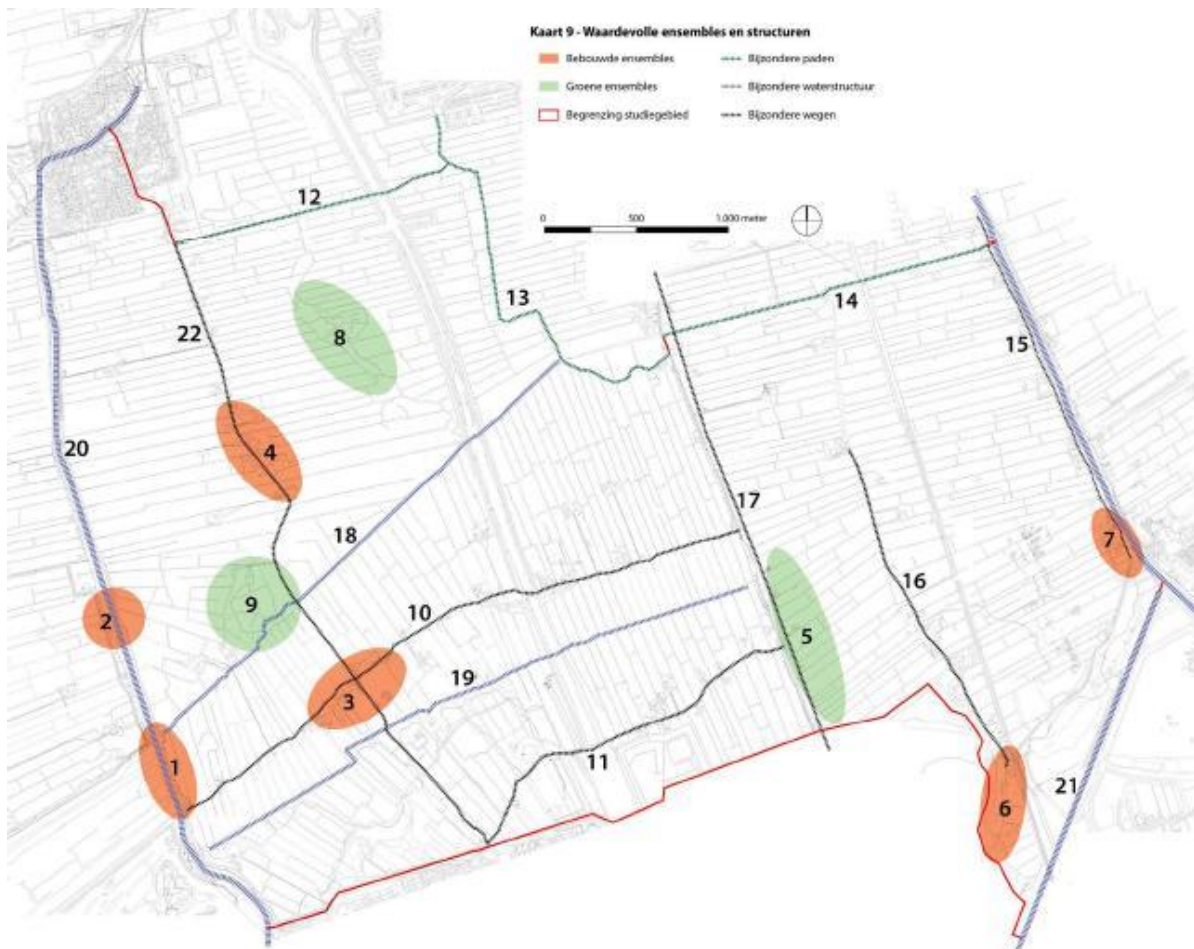 Kaart 9 - Waardevolle ensembles en structuren
Bebouwde ensembles
Bijzondere paden
Groene ensembles
Bijzondere waterstructuur
Begrenzing studiegebied
Bijzondere wegen
0 500 1.000 meter
12
13
14
15
22
8
20
4
18
17
7
16
9
10
2
5
19
3
1
11
21
6